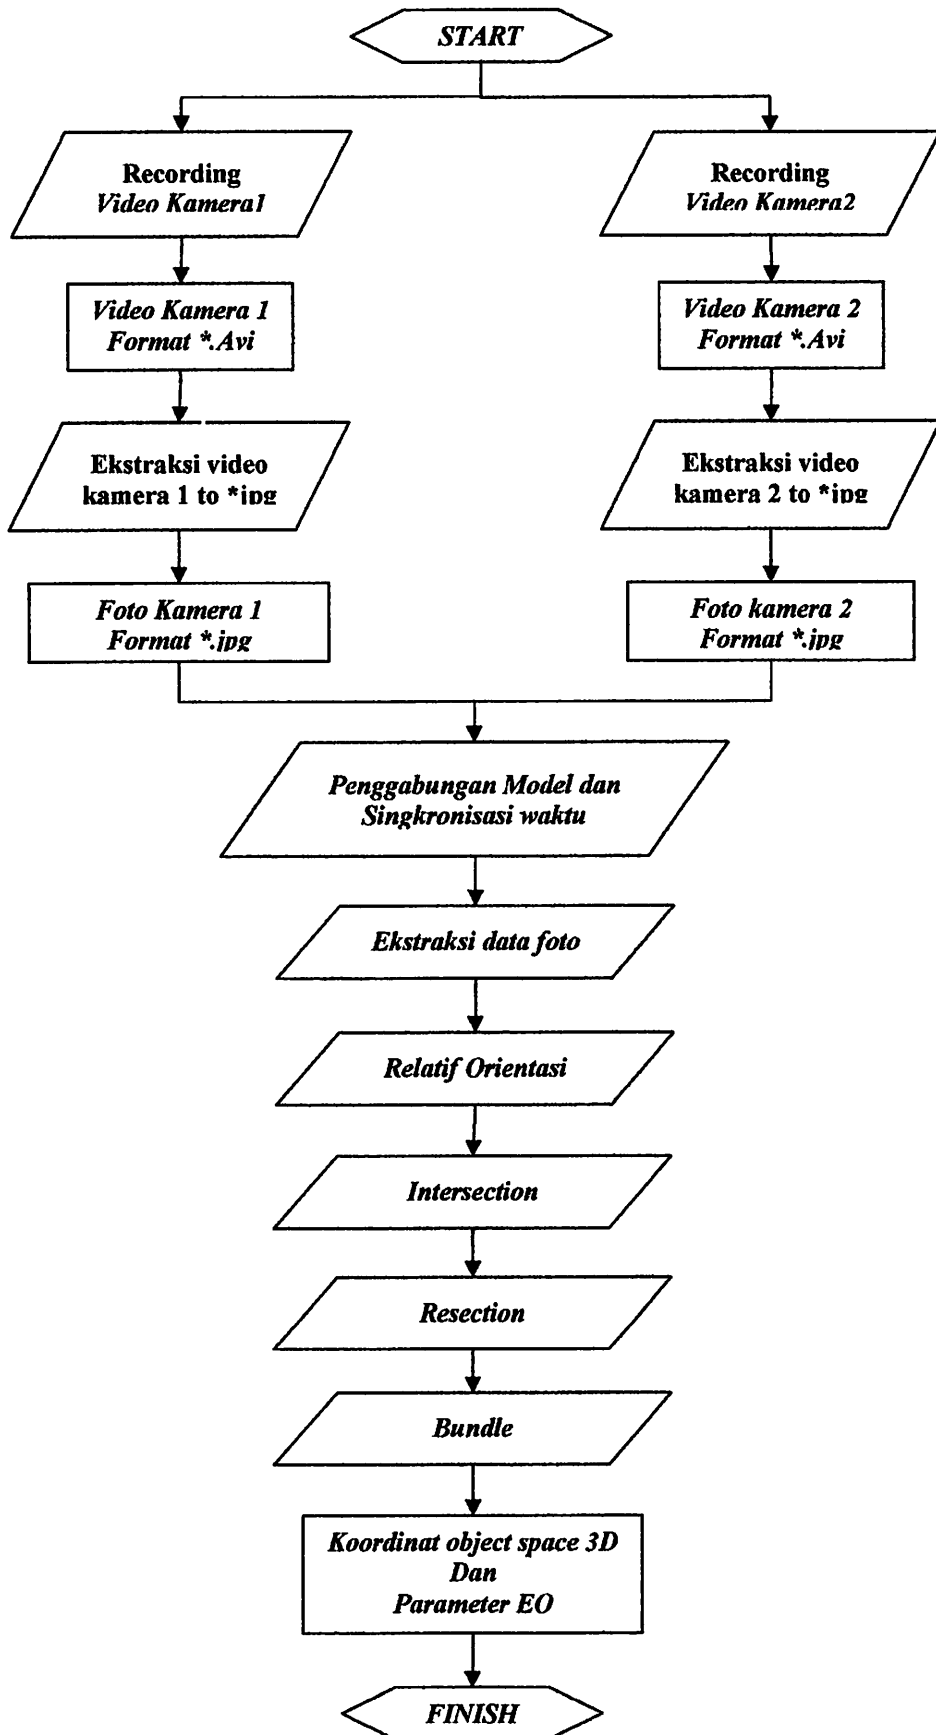 START
Recording
Video Kamera1
Recording
Video Kamera2
Video Kamera 1
Format *.Avi
Video Kamera 2
Format *.Avi
Ekstraksi video
kamera 1 to *jpg
Ekstraksi video
kamera 2 to *jpg
Foto Kamera 1
Format *.jpg
Foto kamera 2
Format *.jpg
Penggabungan Model dan
Singkronisasi waktu
Ekstraksi data foto
Relatif Orientasi
Intersection
Resection
Bundle
Koordinat object space 3D
Dan
Parameter EO
FINISH